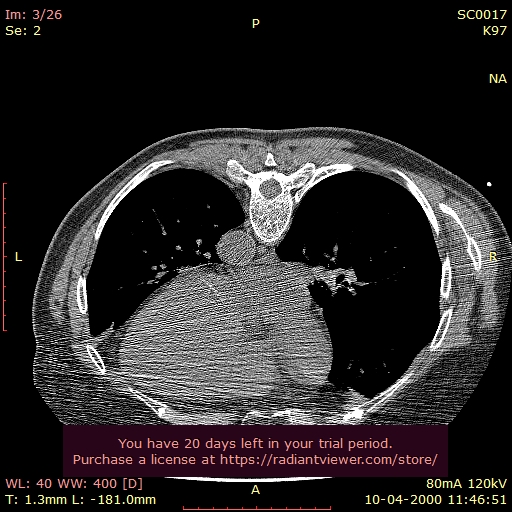 Im: 3/26
Se: 2
P
SC0017
K97
NA
L
R
You have 20 days left in your trial period.
Purchase a license at https://radiantviewer.com/store/
WL: 40 WW: 400 [D]
T: 1.3mm L: -181.0mm
A
80mA 120kV
10-04-2000 11:46:51